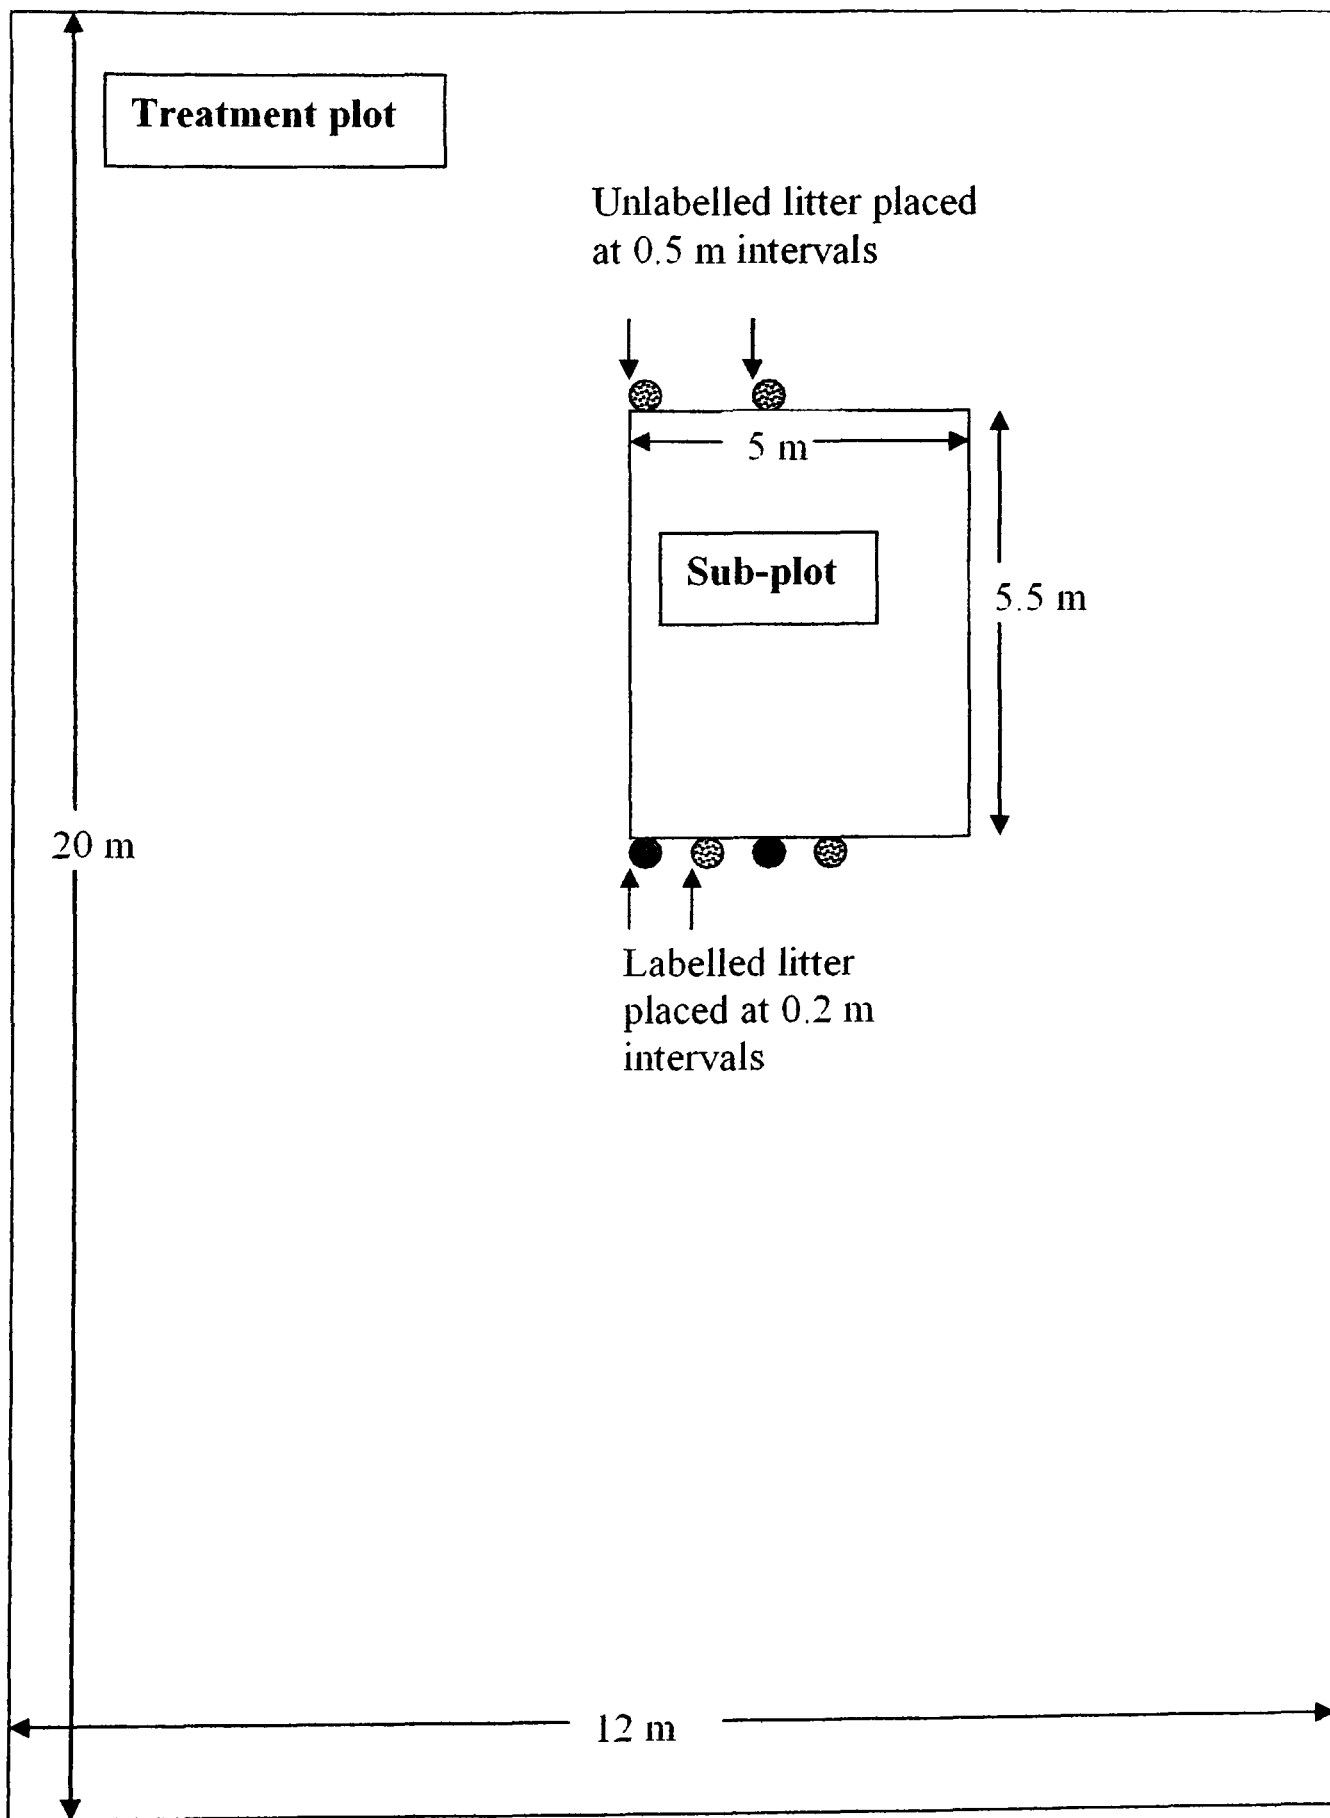 Treatment plot
Unlabelled litter placed
at 0.5 m intervals
5 m
Sub-plot
5.5 m
20 m
Labelled litter
placed at 0.2 m
intervals
12 m